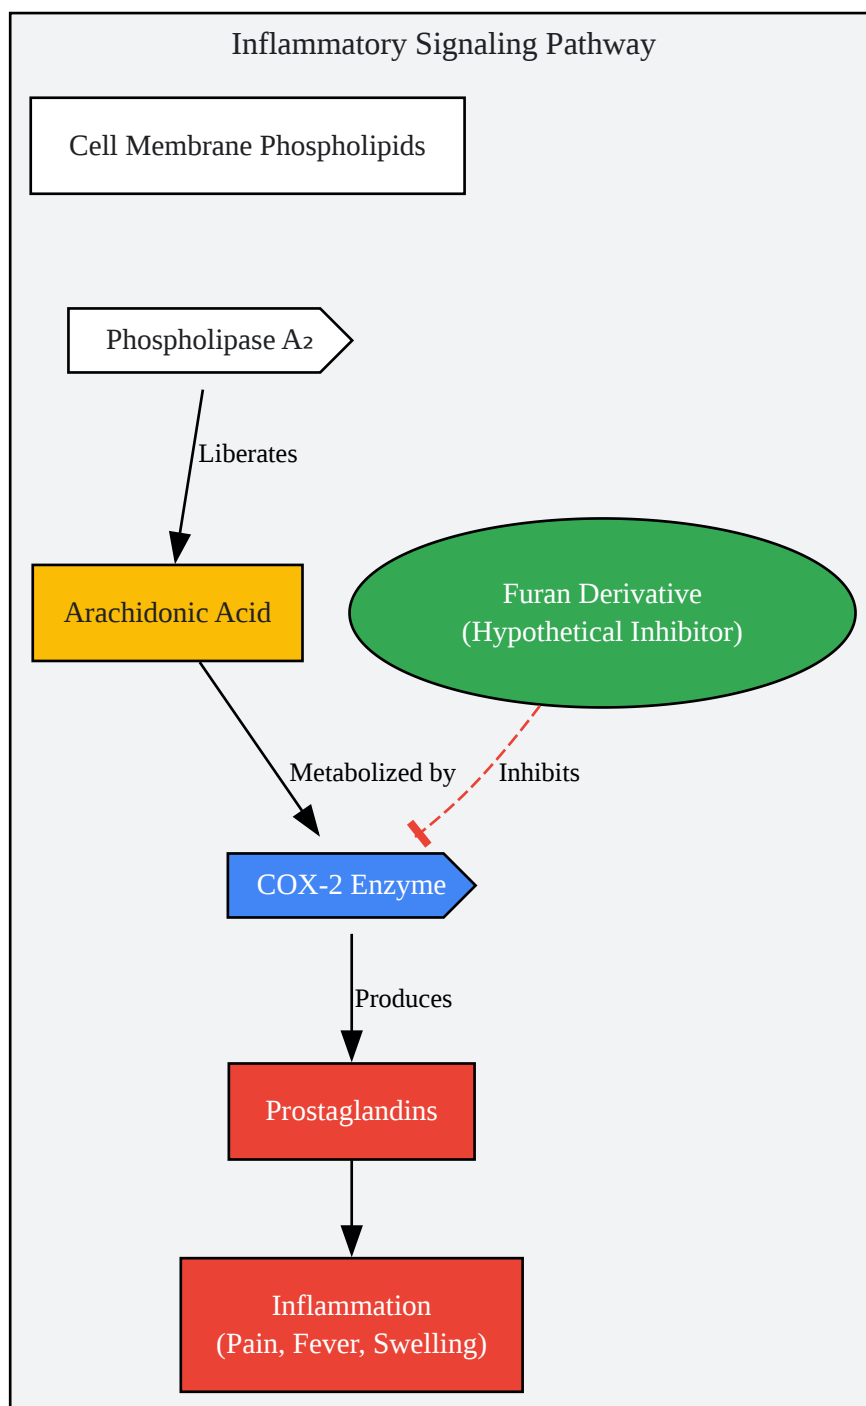 Inflammatory Signaling Pathway
Cell Membrane Phospholipids
Phospholipase A₂
Liberates
Arachidonic Acid
Furan Derivative
(Hypothetical Inhibitor)
Metabolized by
Inhibits
COX-2 Enzyme
Produces
Prostaglandins
Inflammation
(Pain, Fever, Swelling)